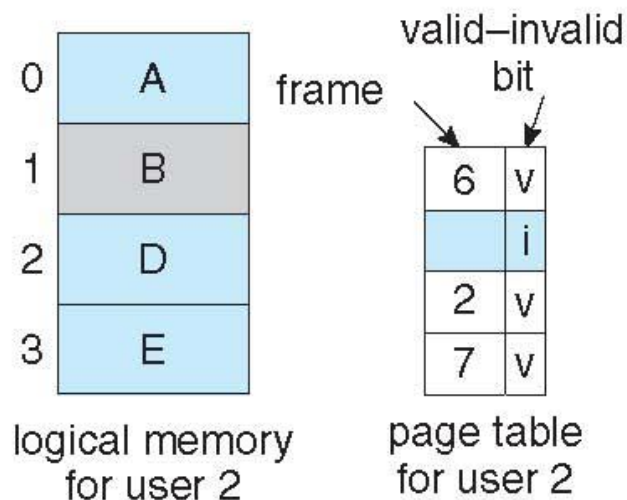 valid–invalid
bit
frame
0 A
1 B
2 D
3 E
6 v
i
2 v
7 v
logical memory
for user 2
page table
for user 2